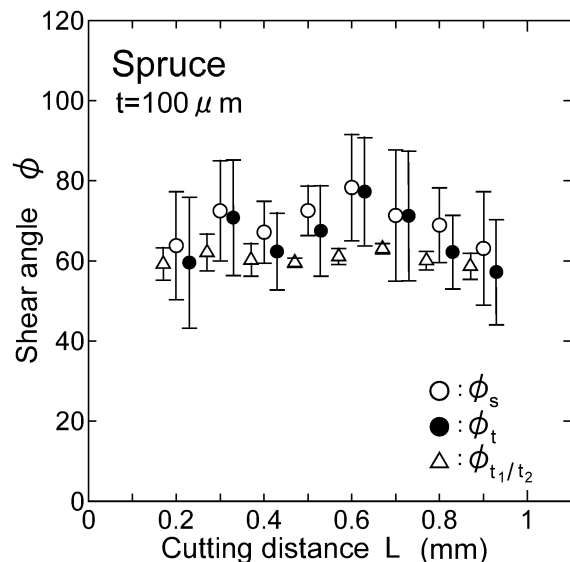 120
100
80
60
40
20
0
Shear angle ϕ
Spruce
t=100 μm
○ : ϕs
● : ϕt
△ : ϕt1/t2
0 0.2 0.4 0.6 0.8 1
Cutting distance L (mm)